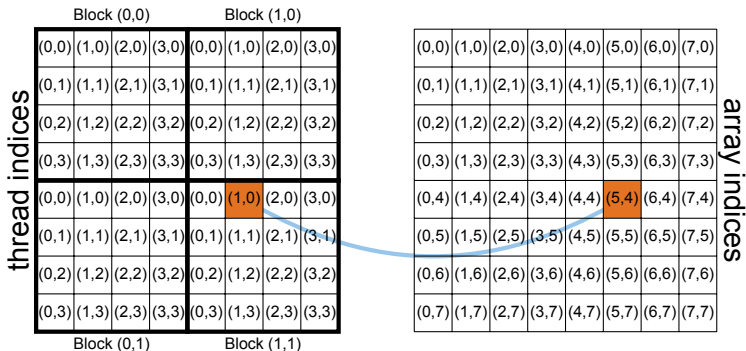 Block (0,0) Block (1,0)
(0,0) (1,0) (2,0) (3,0) (0,0) (1,0) (2,0) (3,0) (0,0) (1,0) (2,0) (3,0) (4,0) (5,0) (6,0) (7,0)
(0,1) (1,1) (2,1) (3,1) (0,1) (1,1) (2,1) (3,1) (0,1) (1,1) (2,1) (3,1) (4,1) (5,1) (6,1) (7,1)
(0,2) (1,2) (2,2) (3,2) (0,2) (1,2) (2,2) (3,2) (0,2) (1,2) (2,2) (3,2) (4,2) (5,2) (6,2) (7,2)
(0,3) (1,3) (2,3) (3,3) (0,3) (1,3) (2,3) (3,3) (0,3) (1,3) (2,3) (3,3) (4,3) (5,3) (6,3) (7,3)
(0,0) (1,0) (2,0) (3,0) (0,0) (1,0) (2,0) (3,0) (0,4) (1,4) (2,4) (3,4) (4,4) (5,4) (6,4) (7,4)
(0,1) (1,1) (2,1) (3,1) (0,1) (1,1) (2,1) (3,1) (0,5) (1,5) (2,5) (3,5) (4,5) (5,5) (6,5) (7,5)
(0,2) (1,2) (2,2) (3,2) (0,2) (1,2) (2,2) (3,2) (0,6) (1,6) (2,6) (3,6) (4,6) (5,6) (6,6) (7,6)
(0,3) (1,3) (2,3) (3,3) (0,3) (1,3) (2,3) (3,3) (0,7) (1,7) (2,7) (3,7) (4,7) (5,7) (6,7) (7,7)
Block (0,1) Block (1,1)
thread indices
array indices